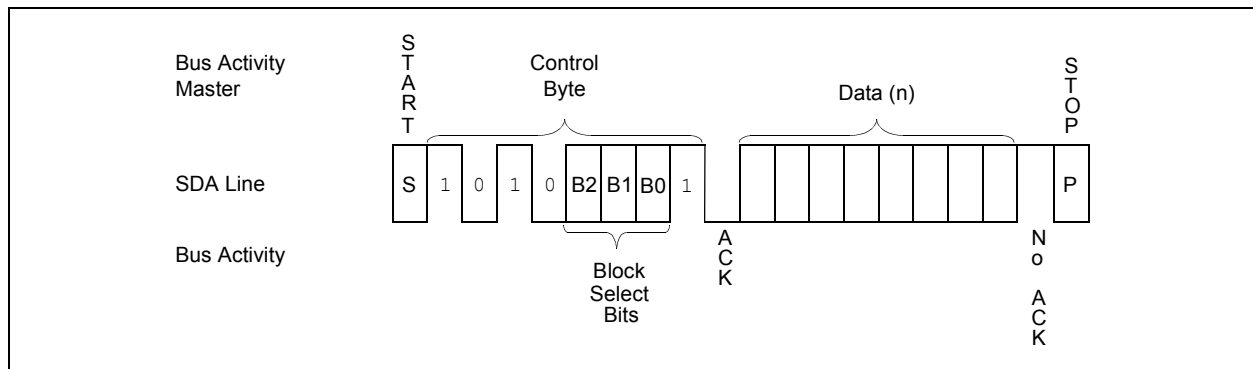 Bus Activity
Master
START
Control
Byte
Data (n)
STOP
SDA Line
S 1 0 1 0 B2 B1 B0 1 P
Bus Activity
Block
Select
Bits
ACK
No ACK